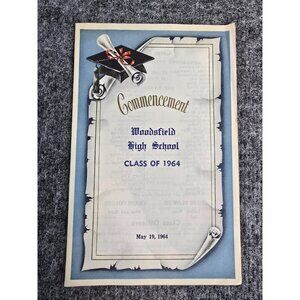 Commencement
Woodsfield
High School
CLASS OF 1964
May 19, 1964